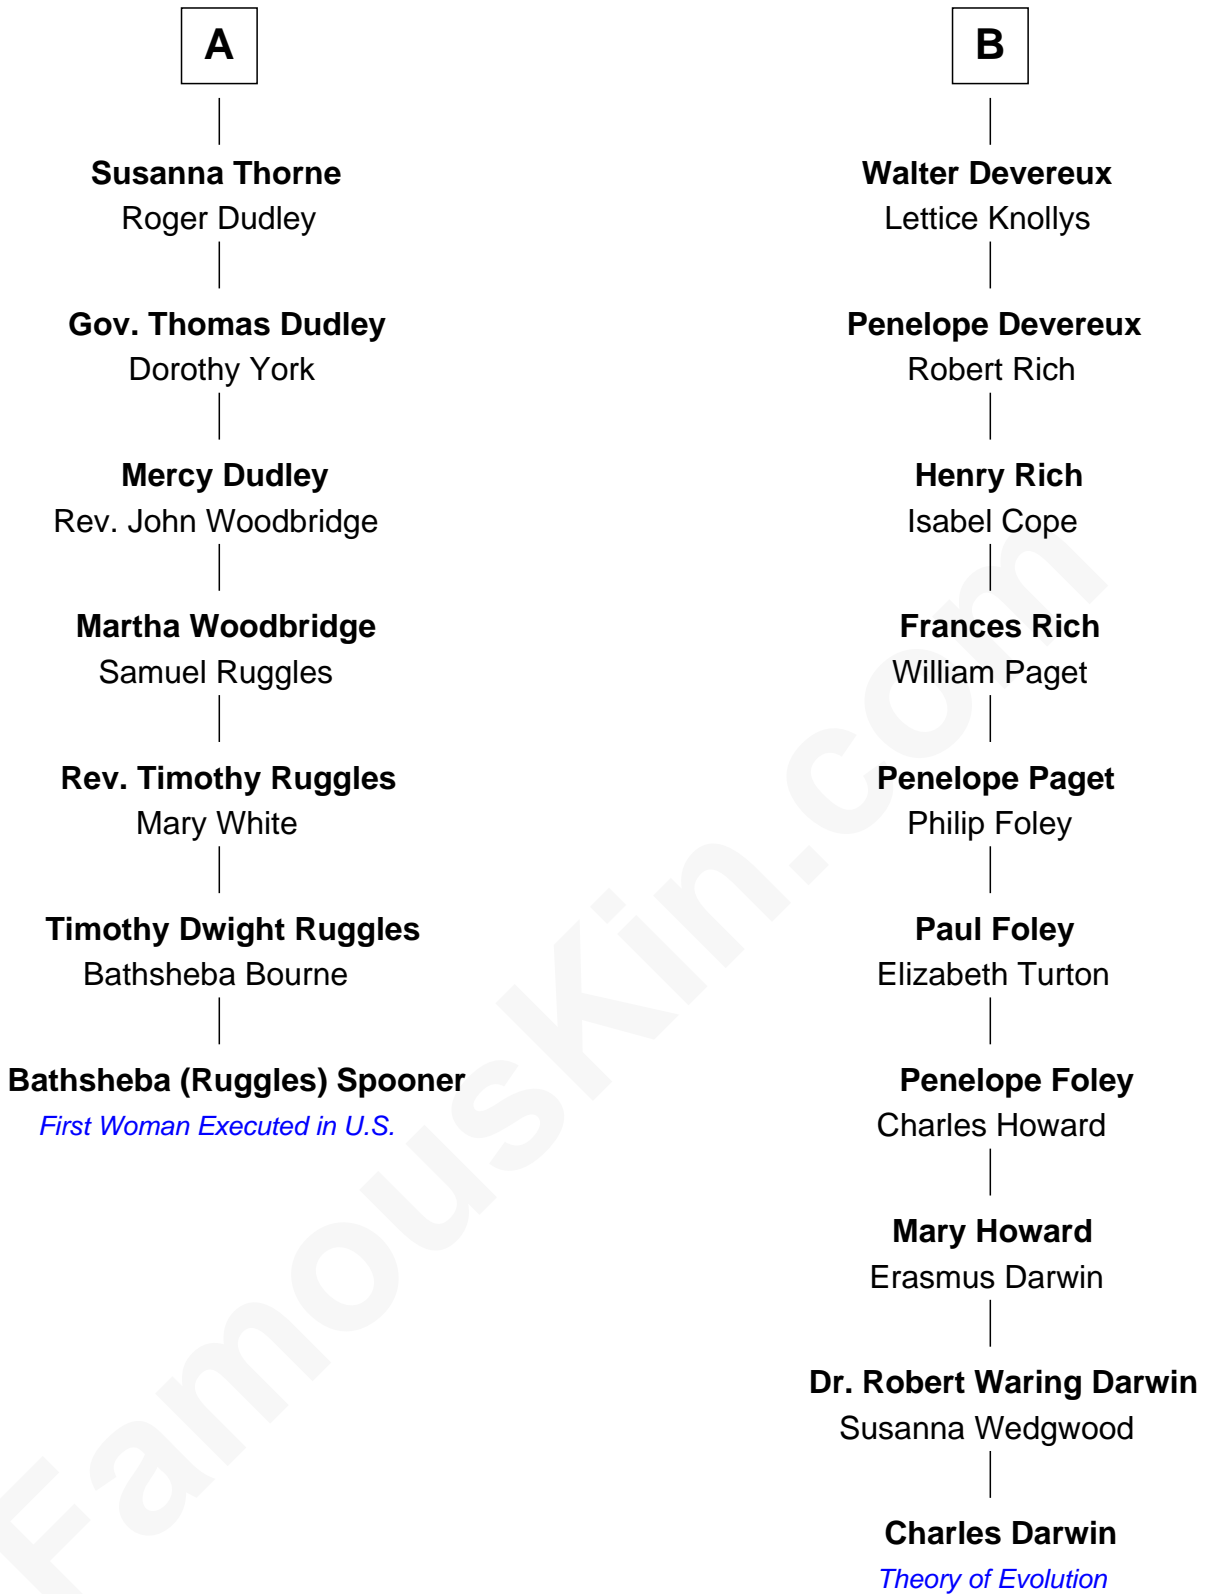 A
Susanna Thorne
Roger Dudley
Gov. Thomas Dudley
Dorothy York
Mercy Dudley
Rev. John Woodbridge
Martha Woodbridge
Samuel Ruggles
Rev. Timothy Ruggles
Mary White
Timothy Dwight Ruggles
Bathsheba Bourne
Bathsheba (Ruggles) Spooner
First Woman Executed in U.S.
B
Walter Devereux
Lettice Knollys
Penelope Devereux
Robert Rich
Henry Rich
Isabel Cope
Frances Rich
William Paget
Penelope Paget
Philip Foley
Paul Foley
Elizabeth Turton
Penelope Foley
Charles Howard
Mary Howard
Erasmus Darwin
Dr. Robert Waring Darwin
Susanna Wedgwood
Charles Darwin
Theory of Evolution
FamousKin.com